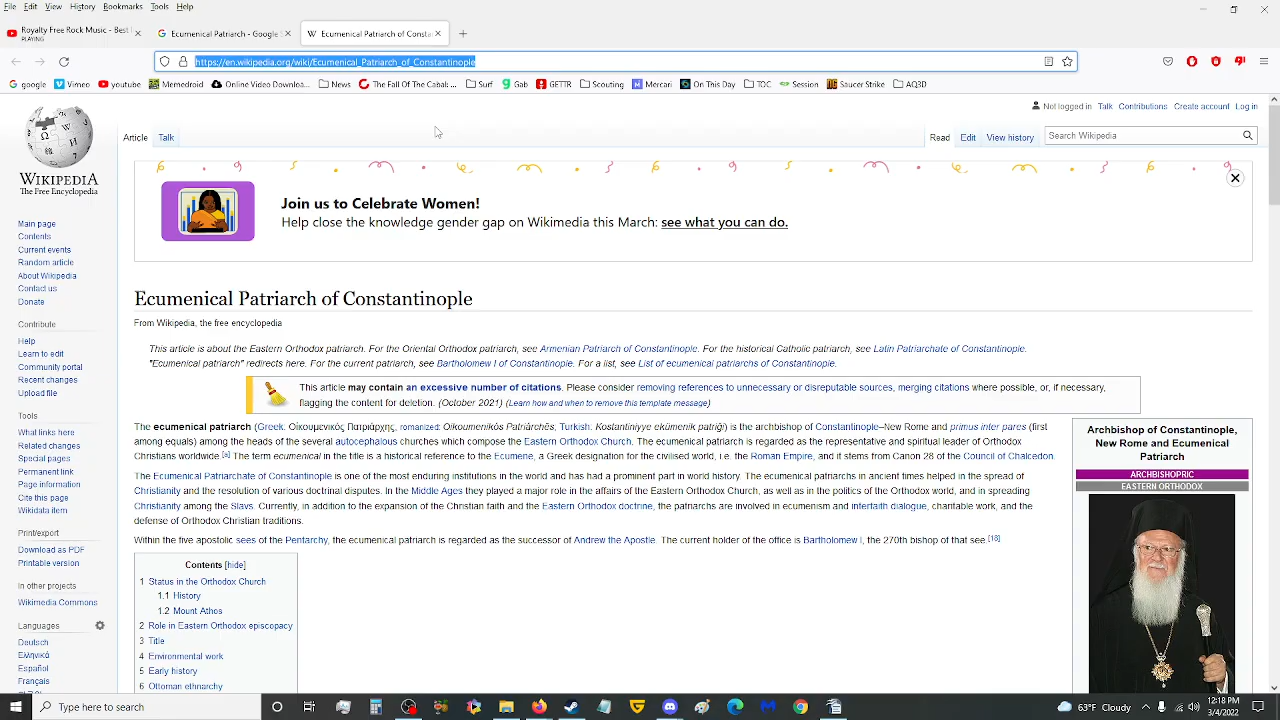 File Edit View History Bookmarks Tools Help
Royalty Free Rock Music - Best
PLAYING
Ecumenical Patriarch - Google
W Ecumenical Patriarch of Consta
https://en.wikipedia.org/wiki/Ecumenical_Patriarch_of_Constantinople
google Vimeo youtube Memedroid Online Video Downloa... News The Fall Of The Cabal: ... Surf Gab GETTR Scouting Mercari On This Day TOC Session Saucer Strike AQ3D
Not logged in Talk Contributions Create account Log in
Article Talk Read Edit View history Search Wikipedia
WIKIPEDIA
The Free Encyclopedia
Join us to Celebrate Women!
Help close the knowledge gender gap on Wikimedia this March: see what you can do.
Main page
Contents
Current events
Random article
About Wikipedia
Contact us
Donate
Contribute
Help
Learn to edit
Community portal
Recent changes
Upload file
Tools
What links here
Related changes
Special pages
Permanent link
Page information
Cite this page
Wikidata item
Print/export
Download as PDF
Printable version
In other projects
Wikimedia Commons
Languages
Deutsch
Ελληνικά
Español
Français
Ecumenical Patriarch of Constantinople
From Wikipedia, the free encyclopedia
This article is about the Eastern Orthodox patriarch. For the Oriental Orthodox patriarch, see Armenian Patriarch of Constantinople. For the historical Catholic patriarch, see Latin Patriarchate of Constantinople.
"Ecumenical patriarch" redirects here. For the current patriarch, see Bartholomew I of Constantinople. For a list, see List of ecumenical patriarchs of Constantinople.
This article may contain an excessive number of citations. Please consider removing references to unnecessary or disreputable sources, merging citations where possible, or, if necessary,
flagging the content for deletion. (October 2021) (Learn how and when to remove this template message)
The ecumenical patriarch (Greek: Οἰκουμενικός Πατριάρχης, romanized: Oikoumenikós Patriárchēs, Turkish: Kostantiniyye ekümenik patriği) is the archbishop of Constantinople–New Rome and primus inter pares (first
among equals) among the heads of the several autocephalous churches which compose the Eastern Orthodox Church. The ecumenical patriarch is regarded as the representative and spiritual leader of Orthodox
Christians worldwide.[a] The term ecumenical in the title is a historical reference to the Ecumene, a Greek designation for the civilised world, i.e. the Roman Empire, and it stems from Canon 28 of the Council of Chalcedon.
The Ecumenical Patriarchate of Constantinople is one of the most enduring institutions in the world and has had a prominent part in world history. The ecumenical patriarchs in ancient times helped in the spread of
Christianity and the resolution of various doctrinal disputes. In the Middle Ages they played a major role in the affairs of the Eastern Orthodox Church, as well as in the politics of the Orthodox world, and in spreading
Christianity among the Slavs. Currently, in addition to the expansion of the Christian faith and the Eastern Orthodox doctrine, the patriarchs are involved in ecumenism and interfaith dialogue, charitable work, and the
defense of Orthodox Christian traditions.
Within the five apostolic sees of the Pentarchy, the ecumenical patriarch is regarded as the successor of Andrew the Apostle. The current holder of the office is Bartholomew I, the 270th bishop of that see.[18]
Contents [hide]
1 Status in the Orthodox Church
1.1 History
1.2 Mount Athos
2 Role in Eastern Orthodox episcopacy
3 Title
4 Environmental work
5 Early history
6 Ottoman ethnarchy
Archbishop of Constantinople,
New Rome and Ecumenical
Patriarch
ARCHBISHOPRIC
EASTERN ORTHODOX
Type here to search
68°F Cloudy
12:18 PM
3/4/2022